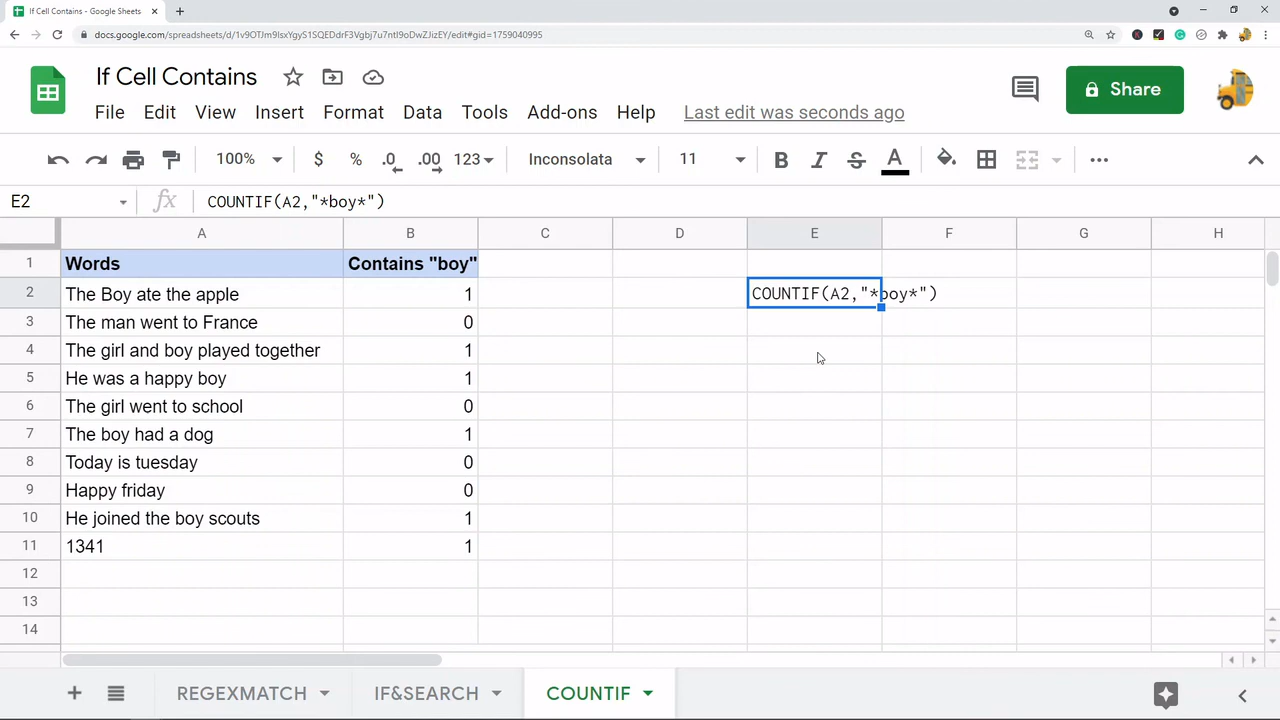 If Cell Contains - Google Sheets
docs.google.com/spreadsheets/d/1v9OTJm9IsxYgyS1SQEDdrF3Vgbj7u7ntI9oDwZJizEY/edit#gid=1759040995
If Cell Contains
File Edit View Insert Format Data Tools Add-ons Help Last edit was seconds ago
Share
100% $ % .0 .00 123 Inconsolata 11 B I S A
E2 fx COUNTIF(A2,"*boy*")
A B C D E F G H
1 Words Contains "boy"
2 The Boy ate the apple 1 COUNTIF(A2,"*boy*")
3 The man went to France 0
4 The girl and boy played together 1
5 He was a happy boy 1
6 The girl went to school 0
7 The boy had a dog 1
8 Today is tuesday 0
9 Happy friday 0
10 He joined the boy scouts 1
11 1341 1
12
13
14
REGEXMATCH IF&SEARCH COUNTIF